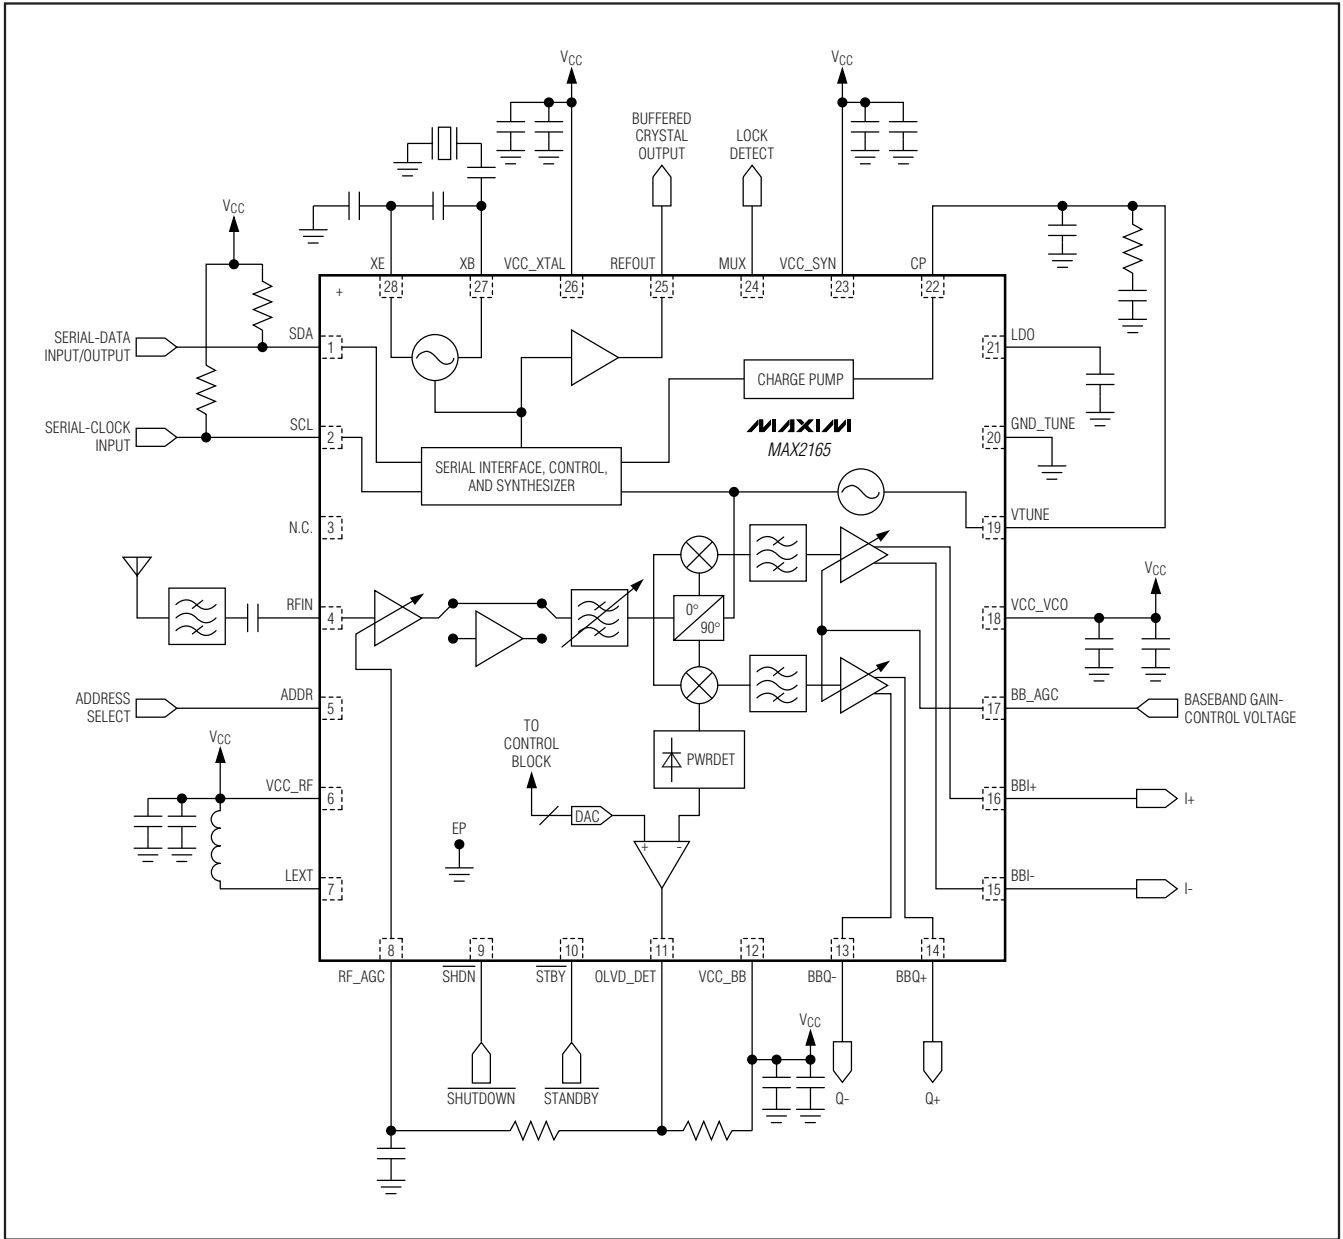 VCC
VCC
BUFFERED
CRYSTAL
OUTPUT
LOCK
DETECT
VCC
XE
XB
VCC_XTAL
REFOUT
MUX
VCC_SYN
CP
+
28
27
26
25
24
23
22
SERIAL-DATA
INPUT/OUTPUT
SDA
1
21
LDO
CHARGE PUMP
MAXIM
MAX2165
SERIAL-CLOCK
INPUT
SCL
2
20
GND_TUNE
SERIAL INTERFACE, CONTROL,
AND SYNTHESIZER
N.C.
3
19
VTUNE
RFIN
4
0°
90°
18
VCC_VCO
VCC
ADDRESS
SELECT
ADDR
5
17
BB_AGC
BASEBAND GAIN-
CONTROL VOLTAGE
VCC
TO
CONTROL
BLOCK
PWRDET
VCC_RF
6
16
BBI+
I+
DAC
EP
+
-
LEXT
7
15
BBI-
I-
8
9
10
11
12
13
14
RF_AGC
SHDN
STBY
OLVD_DET
VCC_BB
BBQ-
BBQ+
VCC
SHUTDOWN
STANDBY
Q-
Q+